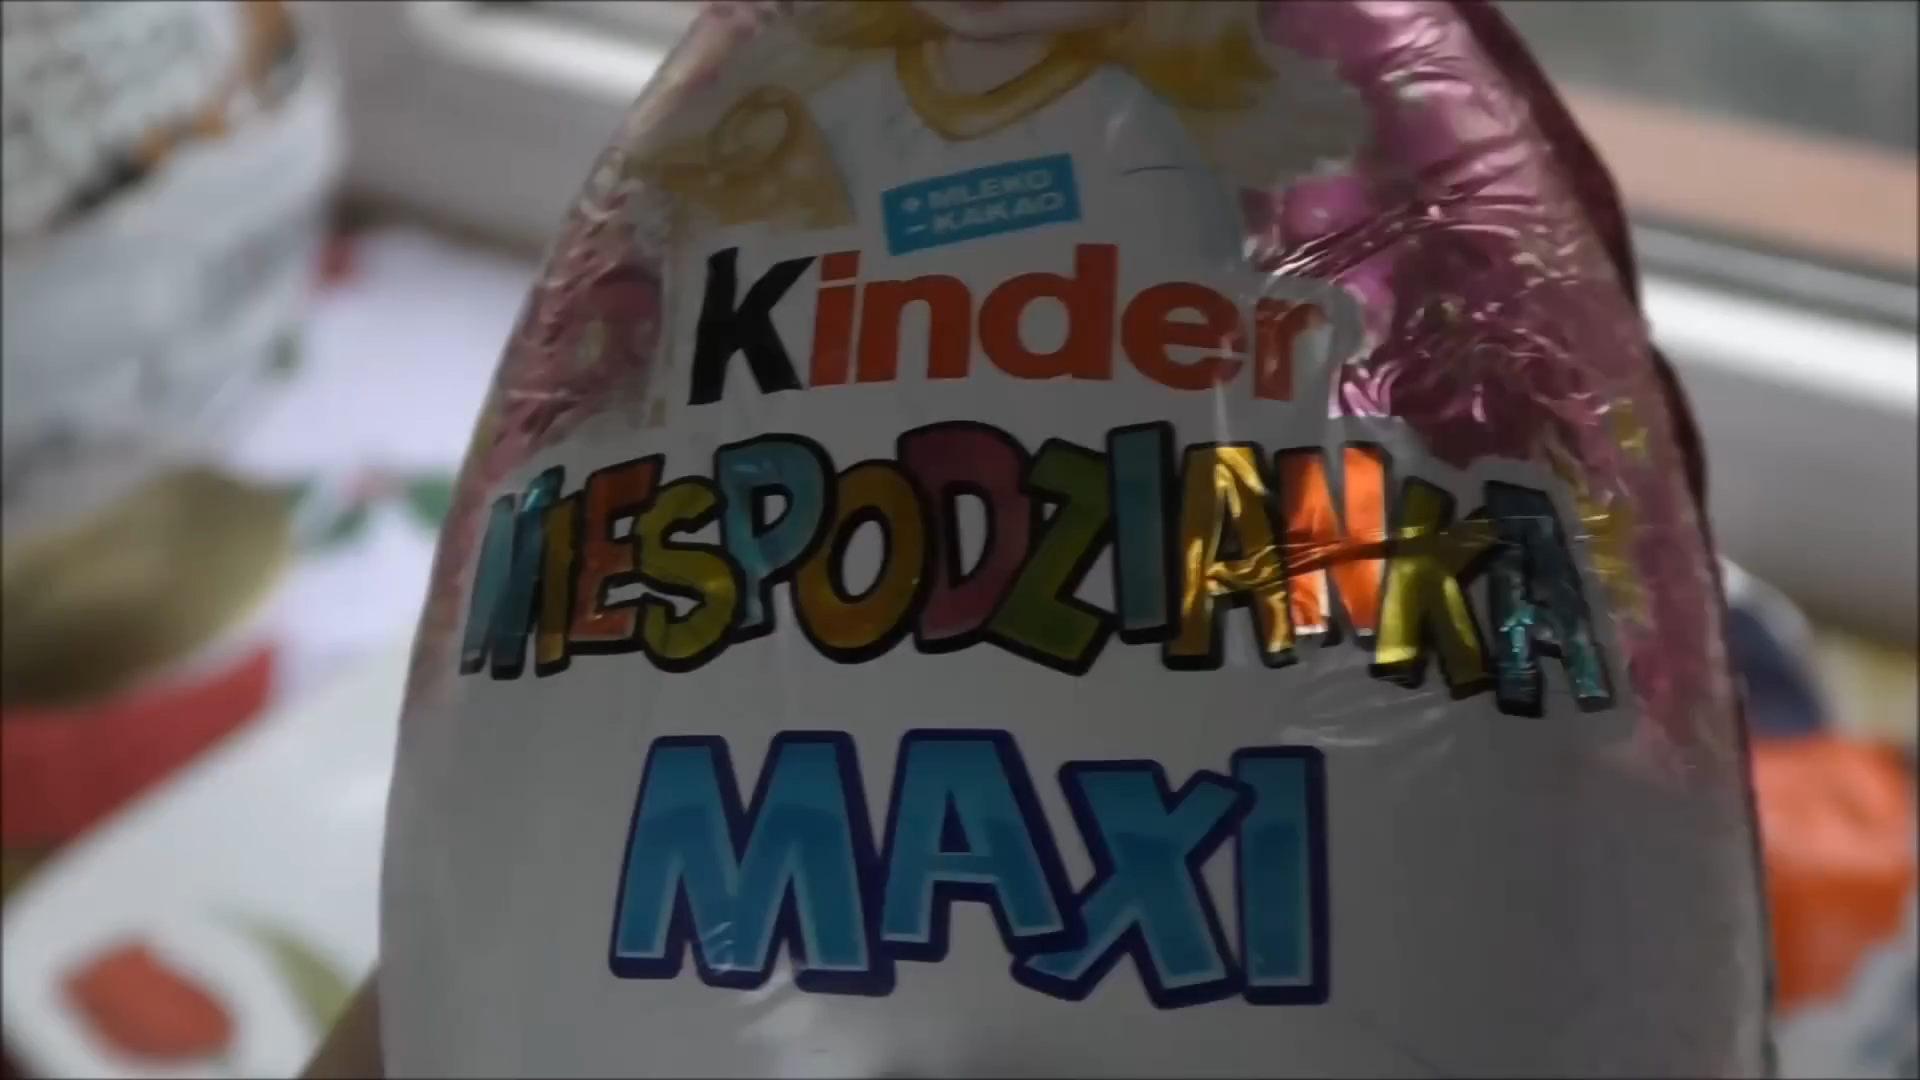 + MLEKO
- KAKAO
Kinder
NIESPODZIANKA
MAXI